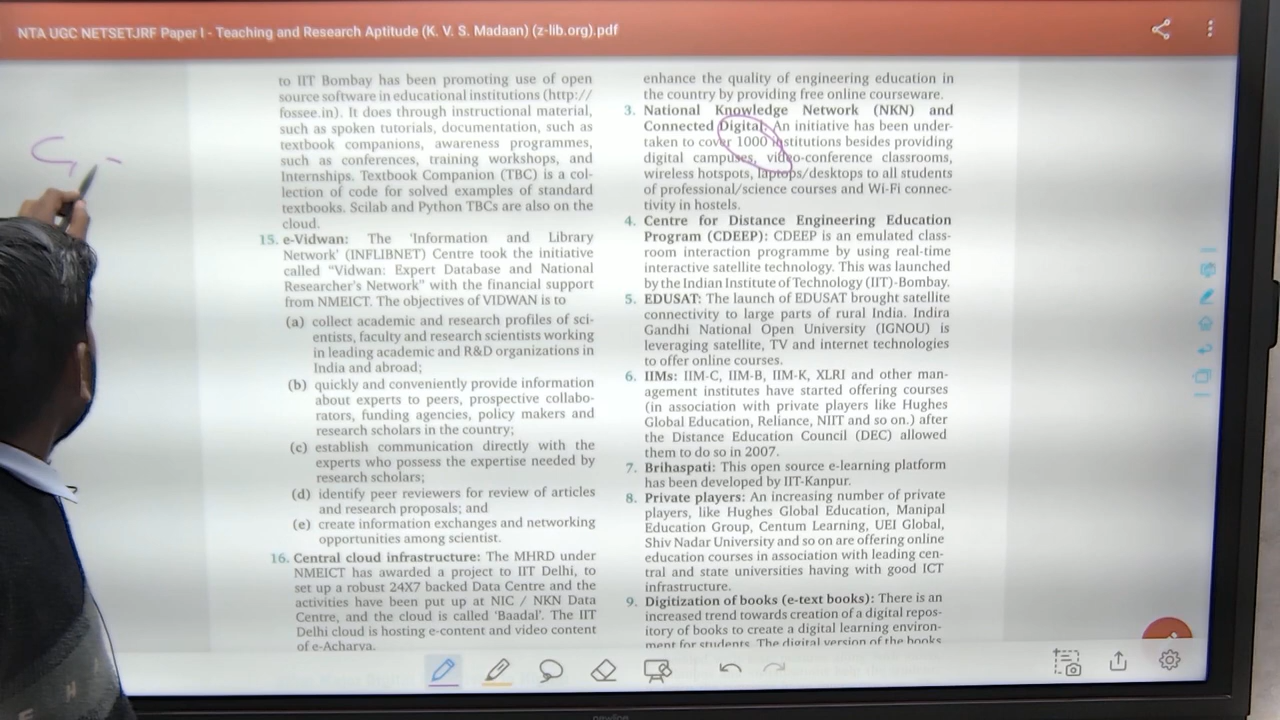 NTA UGC NETSETJRF Paper I - Teaching and Research Aptitude (K. V. S. Madaan) (z-lib.org).pdf
to IIT Bombay has been promoting use of open
source software in educational institutions (http://
fossee.in). It does through instructional material,
such as spoken tutorials, documentation, such as
textbook companions, awareness programmes,
such as conferences, training workshops, and
Internships. Textbook Companion (TBC) is a col-
lection of code for solved examples of standard
textbooks. Scilab and Python TBCs are also on the
cloud.
15. e-Vidwan: The 'Information and Library
Network' (INFLIBNET) Centre took the initiative
called "Vidwan: Expert Database and National
Researcher's Network" with the financial support
from NMEICT. The objectives of VIDWAN is to
(a) collect academic and research profiles of sci-
entists, faculty and research scientists working
in leading academic and R&D organizations in
India and abroad;
(b) quickly and conveniently provide information
about experts to peers, prospective collabo-
rators, funding agencies, policy makers and
research scholars in the country;
(c) establish communication directly with the
experts who possess the expertise needed by
research scholars;
(d) identify peer reviewers for review of articles
and research proposals; and
(e) create information exchanges and networking
opportunities among scientist.
16. Central cloud infrastructure: The MHRD under
NMEICT has awarded a project to IIT Delhi, to
set up a robust 24X7 backed Data Centre and the
activities have been put up at NIC / NKN Data
Centre, and the cloud is called 'Baadal'. The IIT
Delhi cloud is hosting e-content and video content
of e-Acharya.
enhance the quality of engineering education in
the country by providing free online courseware.
3. National Knowledge Network (NKN) and
Connected Digital: An initiative has been under-
taken to cover 1000 institutions besides providing
digital campuses, video-conference classrooms,
wireless hotspots, laptops/desktops to all students
of professional/science courses and Wi-Fi connec-
tivity in hostels.
4. Centre for Distance Engineering Education
Program (CDEEP): CDEEP is an emulated class-
room interaction programme by using real-time
interactive satellite technology. This was launched
by the Indian Institute of Technology (IIT)-Bombay.
5. EDUSAT: The launch of EDUSAT brought satellite
connectivity to large parts of rural India. Indira
Gandhi National Open University (IGNOU) is
leveraging satellite, TV and internet technologies
to offer online courses.
6. IIMs: IIM-C, IIM-B, IIM-K, XLRI and other man-
agement institutes have started offering courses
(in association with private players like Hughes
Global Education, Reliance, NIIT and so on.) after
the Distance Education Council (DEC) allowed
them to do so in 2007.
7. Brihaspati: This open source e-learning platform
has been developed by IIT-Kanpur.
8. Private players: An increasing number of private
players, like Hughes Global Education, Manipal
Education Group, Centum Learning, UEI Global,
Shiv Nadar University and so on are offering online
education courses in association with leading cen-
tral and state universities having with good ICT
infrastructure.
9. Digitization of books (e-text books): There is an
increased trend towards creation of a digital repos-
itory of books to create a digital learning environ-
ment for students. The digital version of the books
newline